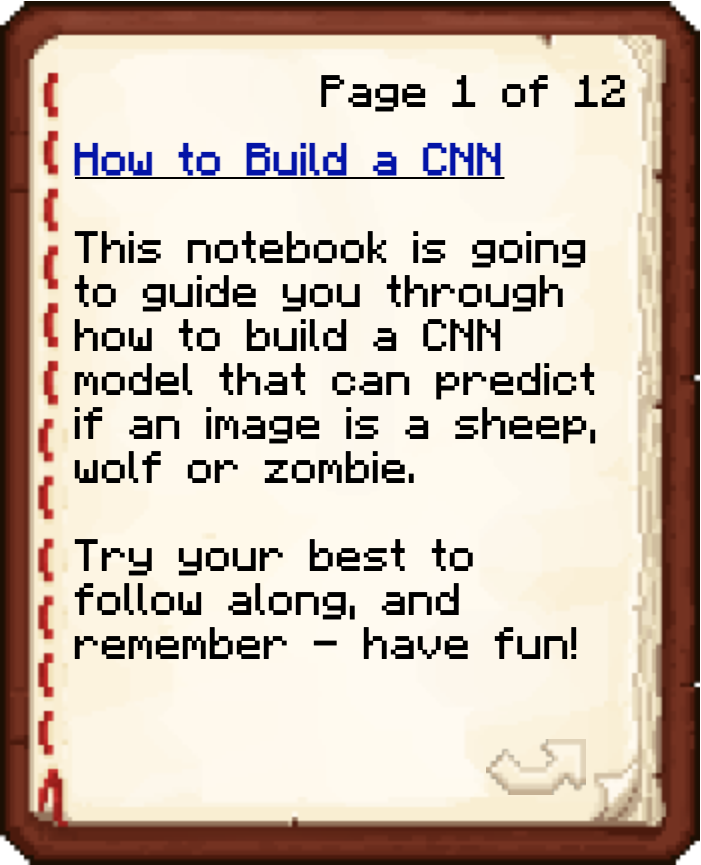 Page 1 of 12
How to Build a CNN
This notebook is going
to guide you through
how to build a CNN
model that can predict
if an image is a sheep,
wolf or zombie.
Try your best to
follow along, and
remember - have fun!